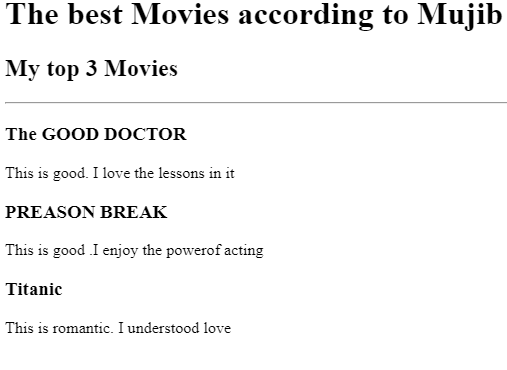 The best Movies according to Mujib
My top 3 Movies
The GOOD DOCTOR
This is good. I love the lessons in it
PREASON BREAK
This is good .I enjoy the powerof acting
Titanic
This is romantic. I understood love